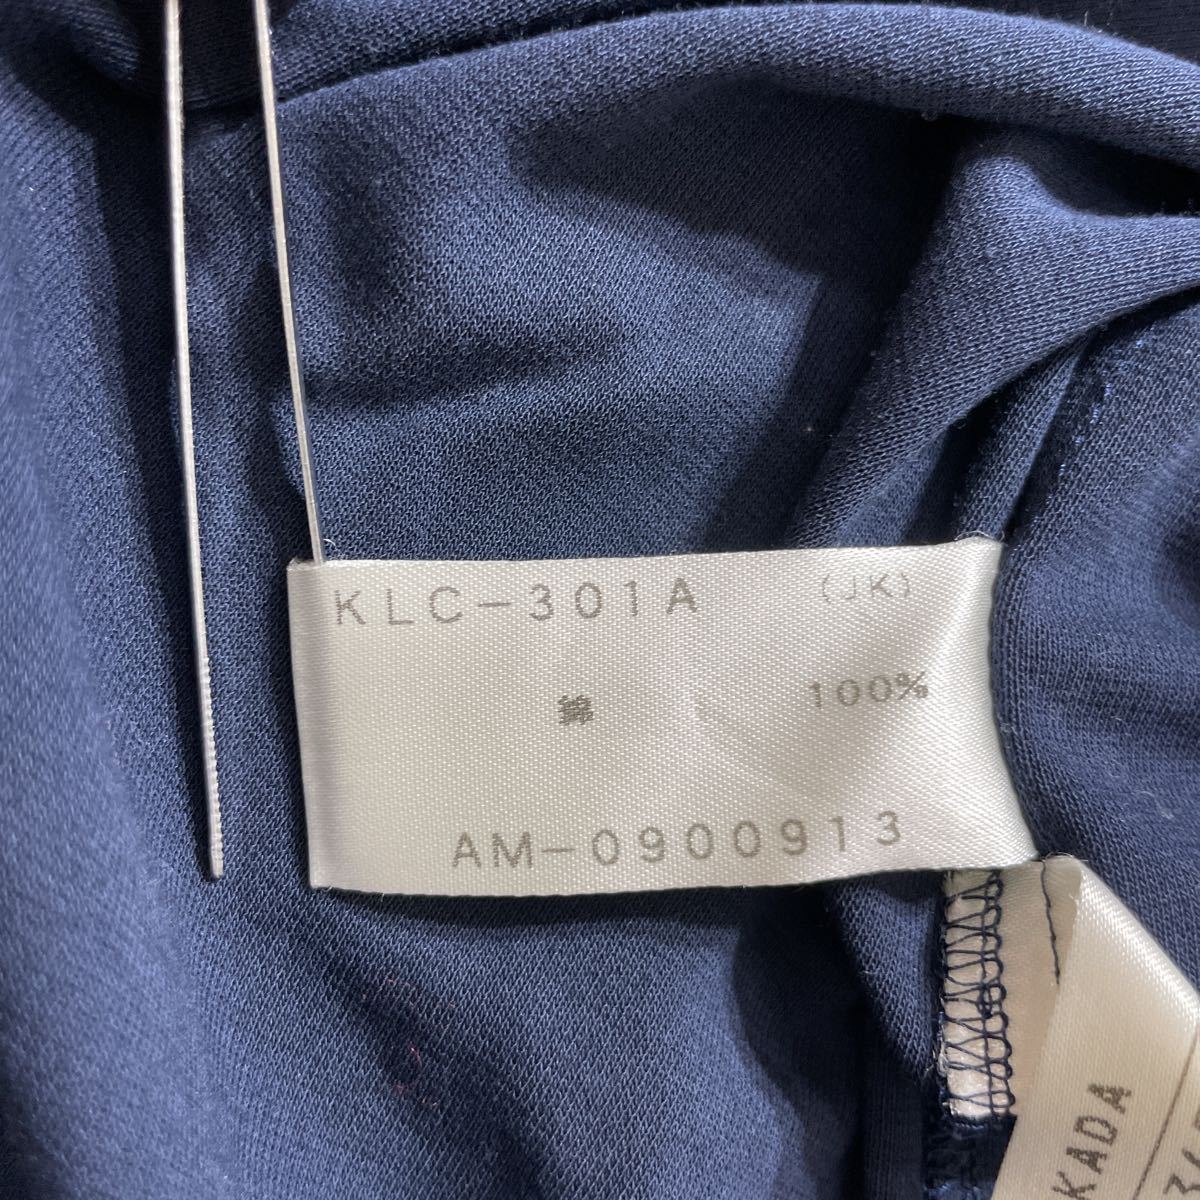 KLC-301A (JK)
綿 100%
AM-0900913
KADA